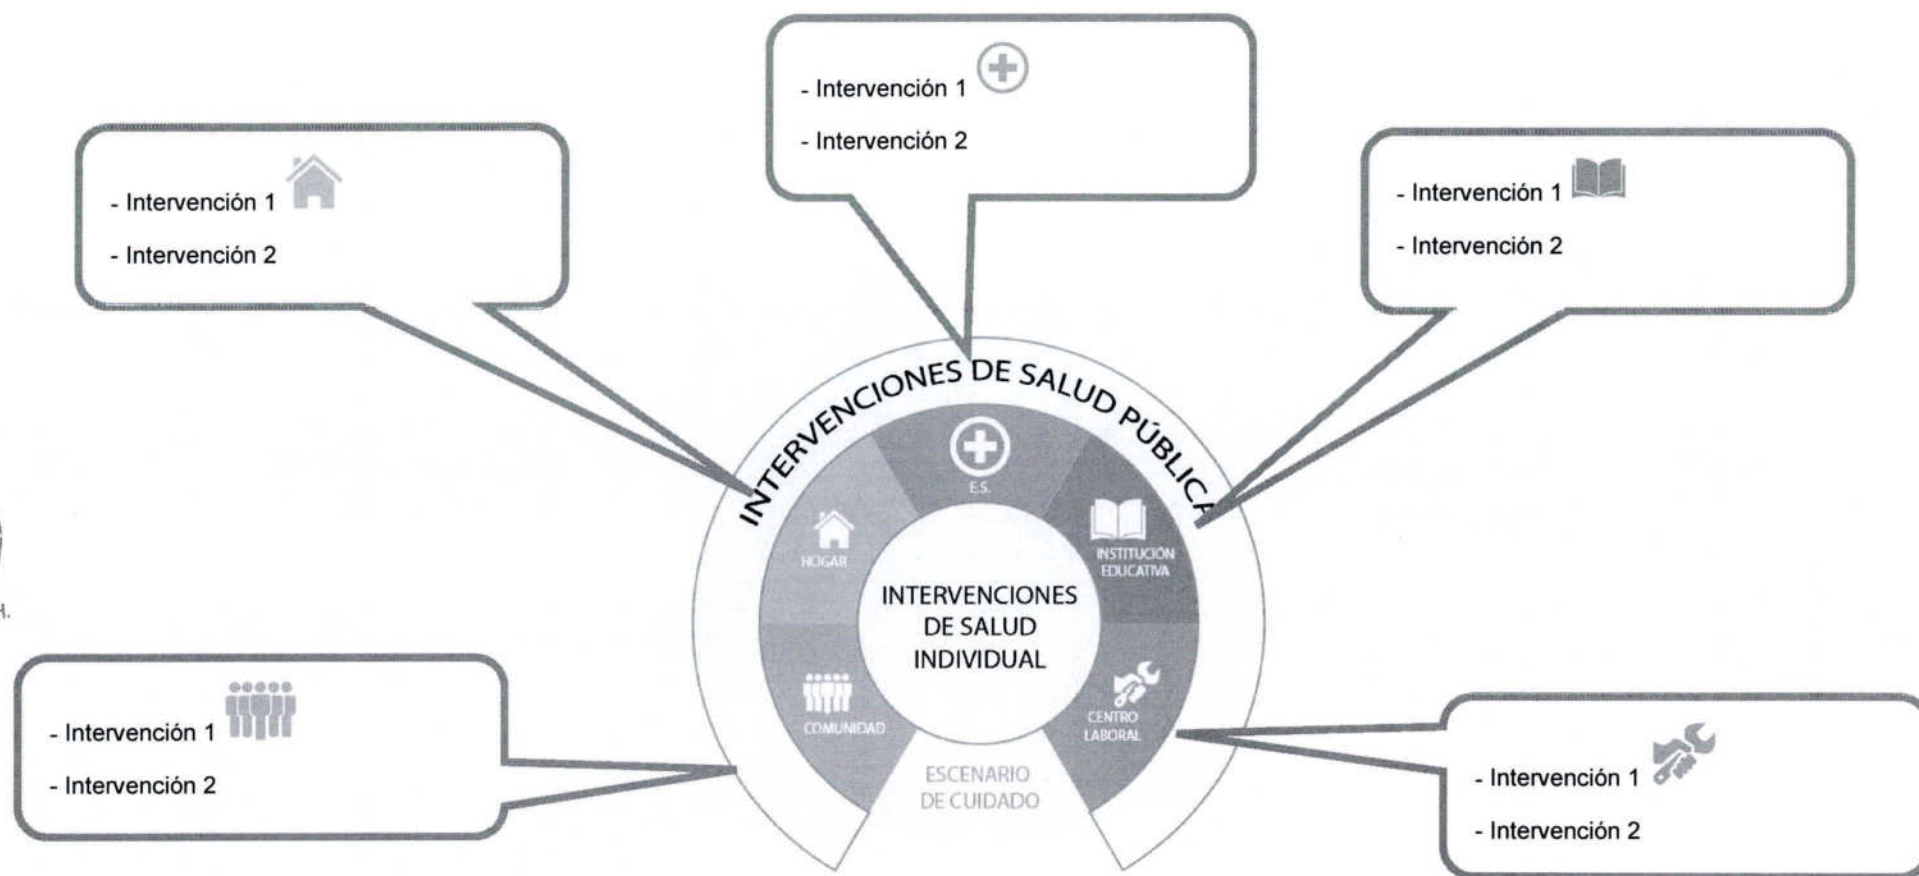 - Intervención 1
- Intervención 2
- Intervención 1
- Intervención 2
- Intervención 1
- Intervención 2
INTERVENCIONES DE SALUD PÚBLICA
E.S.
HOGAR
INSTITUCIÓN
EDUCATIVA
INTERVENCIONES
DE SALUD
INDIVIDUAL
COMUNIDAD
CENTRO
LABORAL
ESCENARIO
DE CUIDADO
- Intervención 1
- Intervención 2
- Intervención 1
- Intervención 2